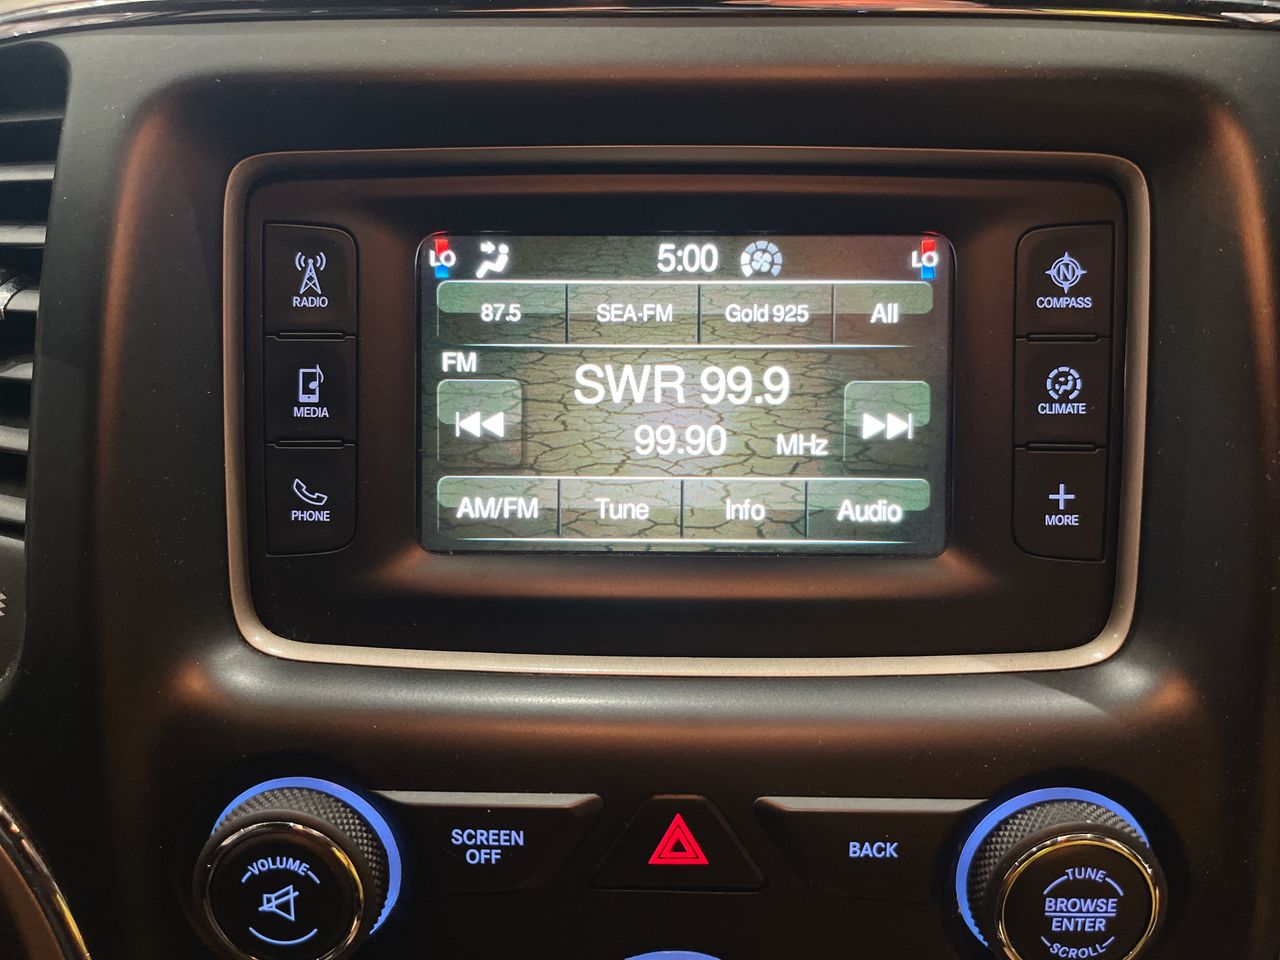 LO 5:00 LO
87.5 SEA-FM Gold 925 All
FM
SWR 99.9
99.90 MHz
AM/FM Tune Info Audio
RADIO
MEDIA
PHONE
N
COMPASS
CLIMATE
MORE
VOLUME
SCREEN
OFF
BACK
TUNE
BROWSE
ENTER
SCROLL